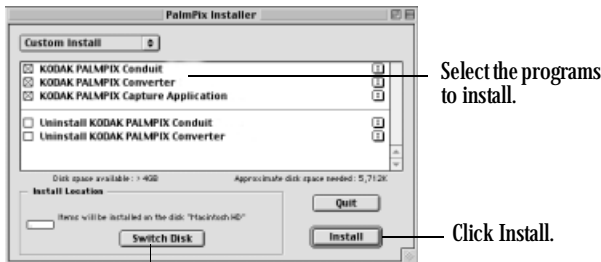 PalmPix Installer
Custom Install
KODAK PALMPIX Conduit
KODAK PALMPIX Converter
KODAK PALMPIX Capture Application
Uninstall KODAK PALMPIX Conduit
Uninstall KODAK PALMPIX Converter
Select the programs
to install.
Disk space available : > 4GB
Approximate disk space needed : 5,712K
Install Location
Items will be installed on the disk "Macintosh HD"
Switch Disk
Quit
Install
Click Install.